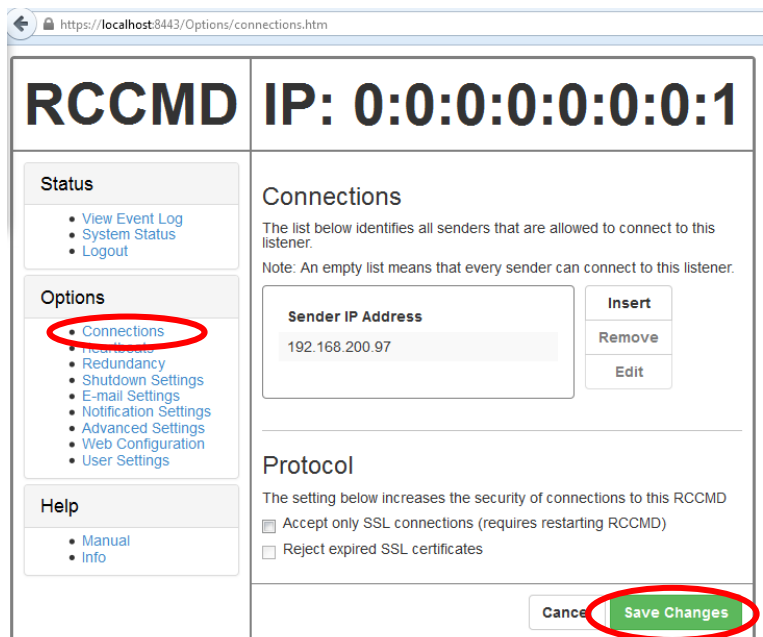 https://localhost:8443/Options/connections.htm
RCCMD
IP: 0:0:0:0:0:0:0:1
Status
View Event Log
System Status
Logout
Options
Connections
Heartbeats
Redundancy
Shutdown Settings
E-mail Settings
Notification Settings
Advanced Settings
Web Configuration
User Settings
Help
Manual
Info
Connections
The list below identifies all senders that are allowed to connect to this
listener.
Note: An empty list means that every sender can connect to this listener.
Sender IP Address
192.168.200.97
Insert
Remove
Edit
Protocol
The setting below increases the security of connections to this RCCMD
Accept only SSL connections (requires restarting RCCMD)
Reject expired SSL certificates
Cancel
Save Changes